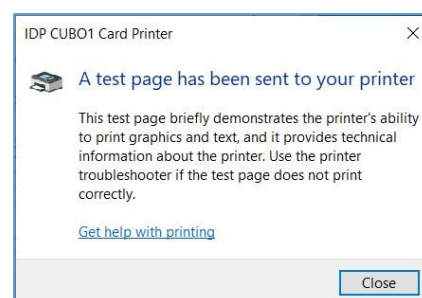 IDP CUBO1 Card Printer
A test page has been sent to your printer
This test page briefly demonstrates the printer's ability
to print graphics and text, and it provides technical
information about the printer. Use the printer
troubleshooter if the test page does not print
correctly.
Get help with printing
Close